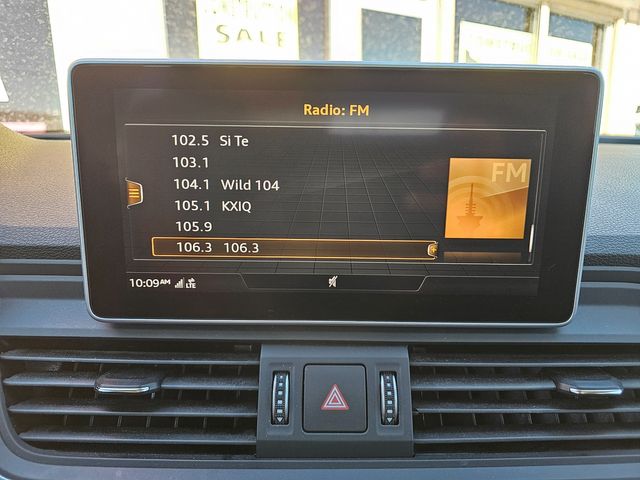 SALE
Radio: FM
102.5 Si Te
103.1
104.1 Wild 104
105.1 KXIQ
105.9
106.3 106.3
FM
10:09AM LTE